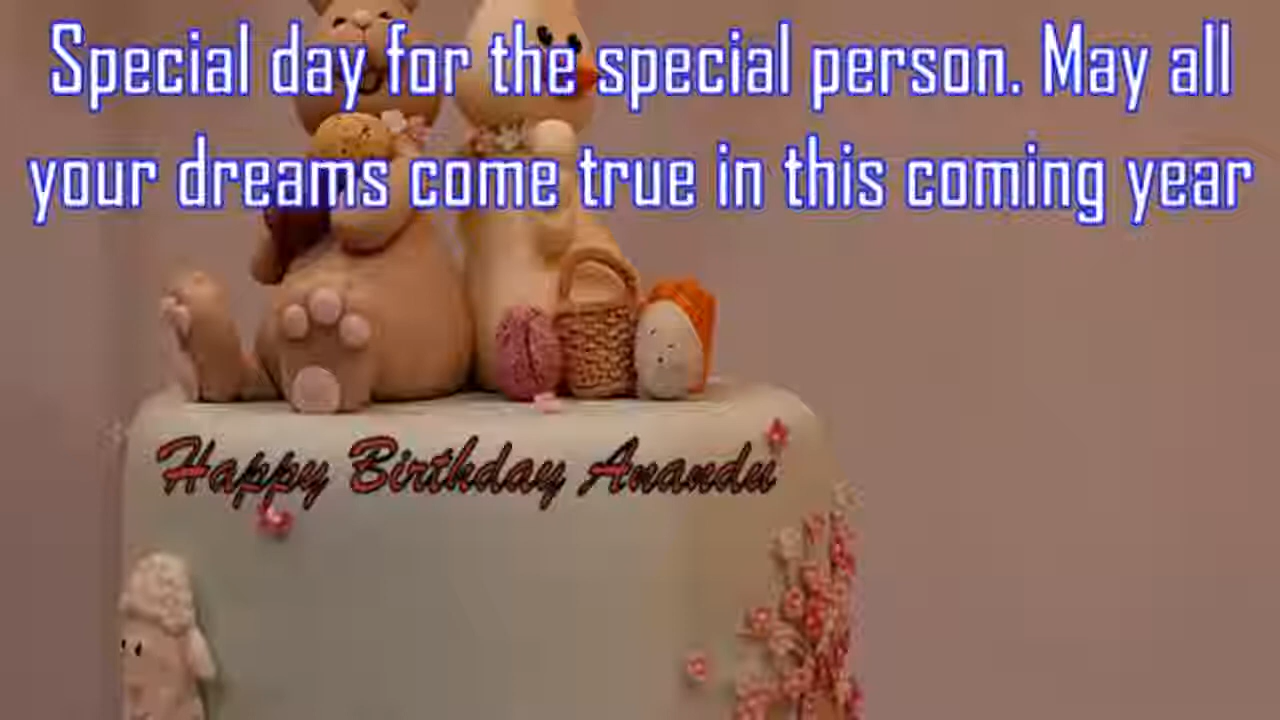 Special day for the special person. May all
your dreams come true in this coming year
Happy Birthday Anandu